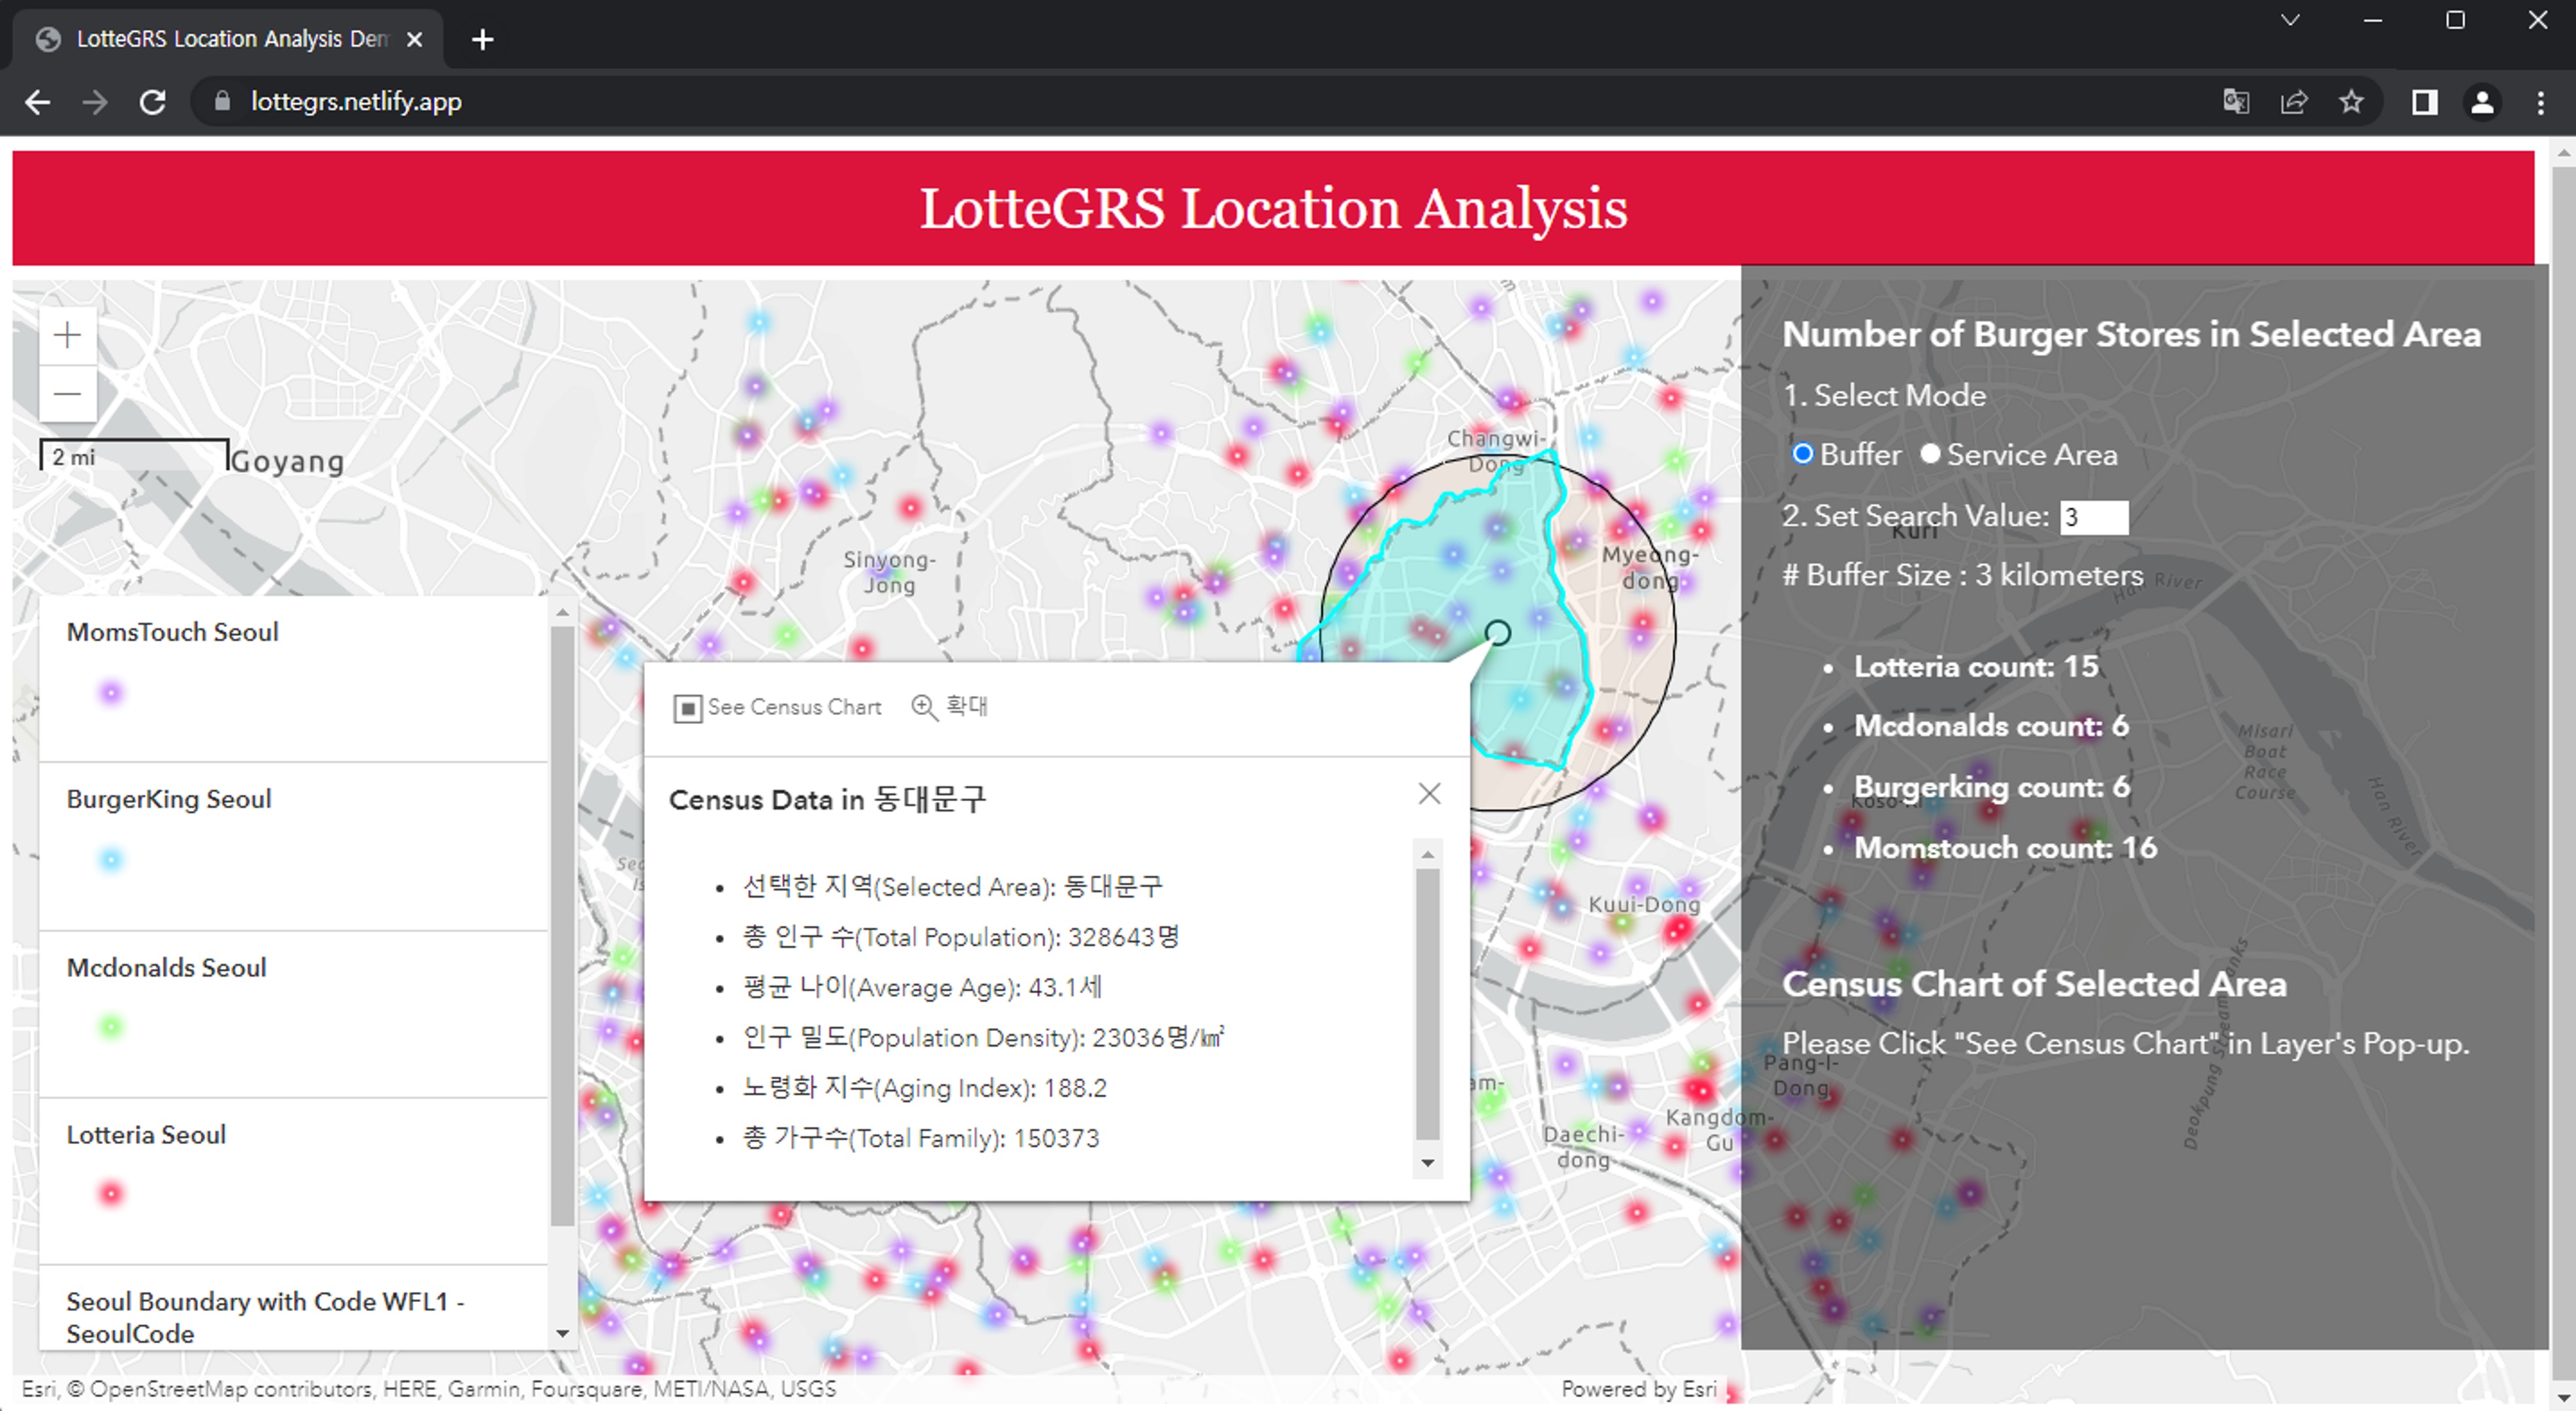 LotteGRS Location Analysis Dem
lottegrs.netlify.app
LotteGRS Location Analysis
2 mi
Goyang
Sinyong-
Jong
Changwi-
Dong
Myeong-
dong
Kuui-Dong
Daechi-
dong
Kangdom-
Gu
MomsTouch Seoul
BurgerKing Seoul
Mcdonalds Seoul
Lotteria Seoul
Seoul Boundary with Code WFL1 -
SeoulCode
See Census Chart 확대
Census Data in 동대문구
• 선택한 지역(Selected Area): 동대문구
• 총 인구 수(Total Population): 328643명
• 평균 나이(Average Age): 43.1세
• 인구 밀도(Population Density): 23036명/㎢
• 노령화 지수(Aging Index): 188.2
• 총 가구수(Total Family): 150373
Number of Burger Stores in Selected Area
1. Select Mode
Buffer Service Area
2. Set Search Value: 3
Kuri
# Buffer Size : 3 kilometers
Han River
• Lotteria count: 15
• Mcdonalds count: 6
• Burgerking count: 6
• Momstouch count: 16
Misari
Boat
Race
Course
Han River
Census Chart of Selected Area
Please Click "See Census Chart" in Layer's Pop-up.
Pang-I-
Dong
Esri, © OpenStreetMap contributors, HERE, Garmin, Foursquare, METI/NASA, USGS
Powered by Esri